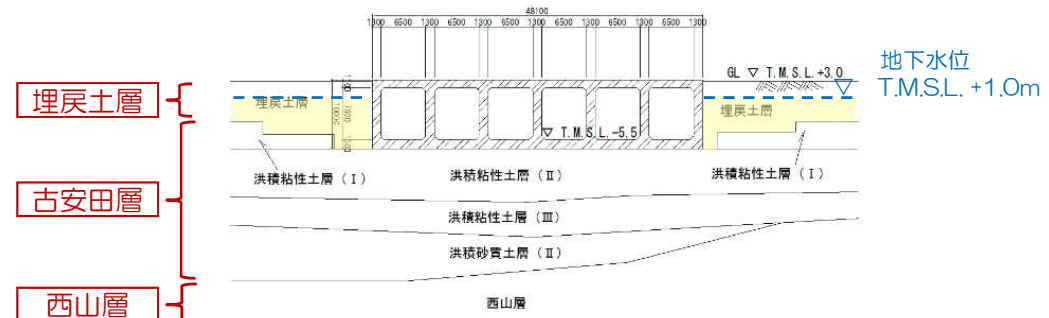 48100
1300 6500 1300 6500 1300 6500 1300 6500 1300 6500 1300 6500 1300
GL ▽ T.M.S.L.+3.0
地下水位
T.M.S.L. +1.0m
埋戻土層
埋戻土層
埋戻土層
▽ T.M.S.L.-5.5
洪積粘性土層(Ⅰ)
洪積粘性土層(Ⅱ)
洪積粘性土層(Ⅰ)
古安田層
洪積粘性土層(Ⅲ)
洪積砂質土層(Ⅱ)
西山層
西山層